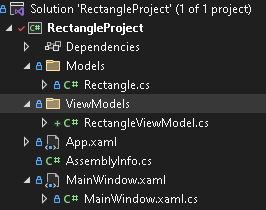 Solution 'RectangleProject' (1 of 1 project)
C# RectangleProject
Dependencies
Models
C# Rectangle.cs
ViewModels
+ C# RectangleViewModel.cs
App.xaml
C# AssemblyInfo.cs
MainWindow.xaml
C# MainWindow.xaml.cs